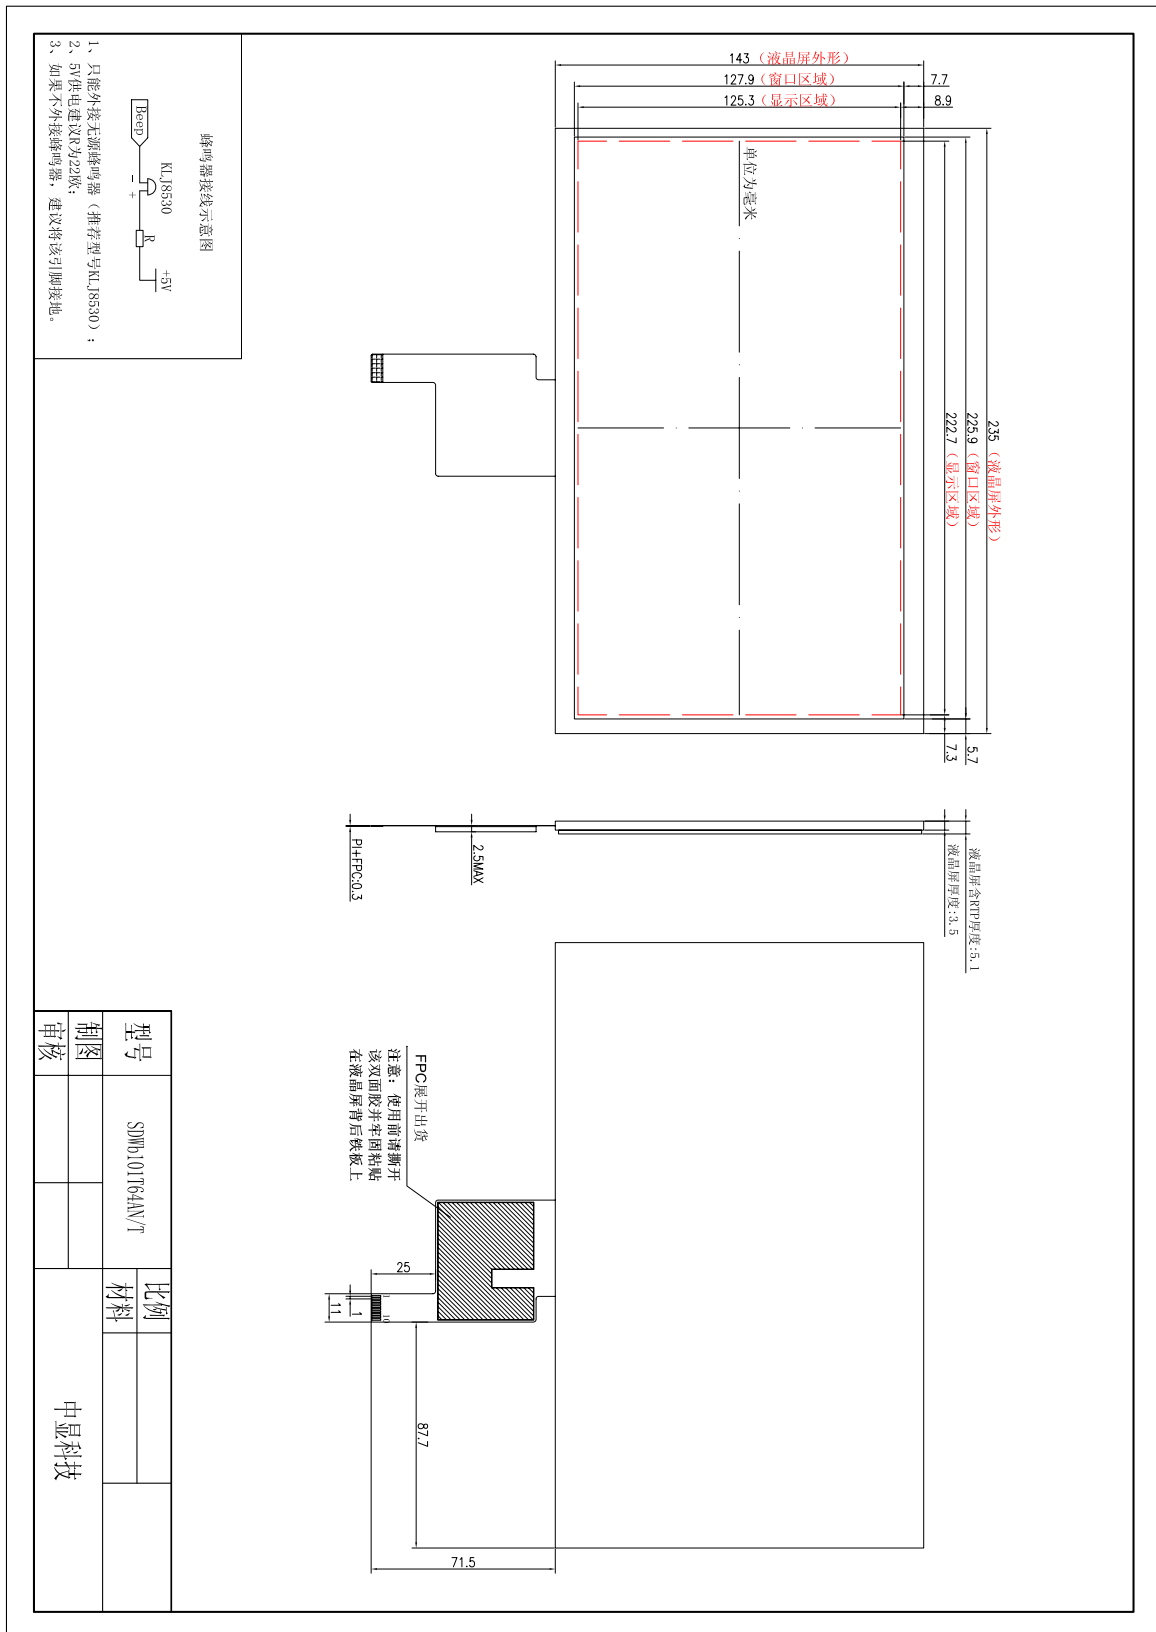 143（液晶屏外形）
127.9（窗口区域）
125.3（显示区域）
7.7
8.9
单位为毫米
235（液晶屏外形）
225.9（窗口区域）
222.7（显示区域）
5.7
7.3
蜂鸣器接线示意图
Beep
KLJ8530
- +
R
+5V
1、只能外接无源蜂鸣器（推荐型号KLJ8530）；
2、5V供电建议R为22欧；
3、如果不外接蜂鸣器，建议将该引脚接地。
液晶屏含RTP厚度:5.1
液晶屏厚度:3.5
2.5MAX
PI+FPC:0.3
FPC展开出货
注意：使用前请撕开
该双面胶并牢固粘贴
在液晶屏背后铁板上
25
1
10
1
11
87.7
71.5
型号
SDWb101T64AN/T
比例
材料
制图
审核
中显科技